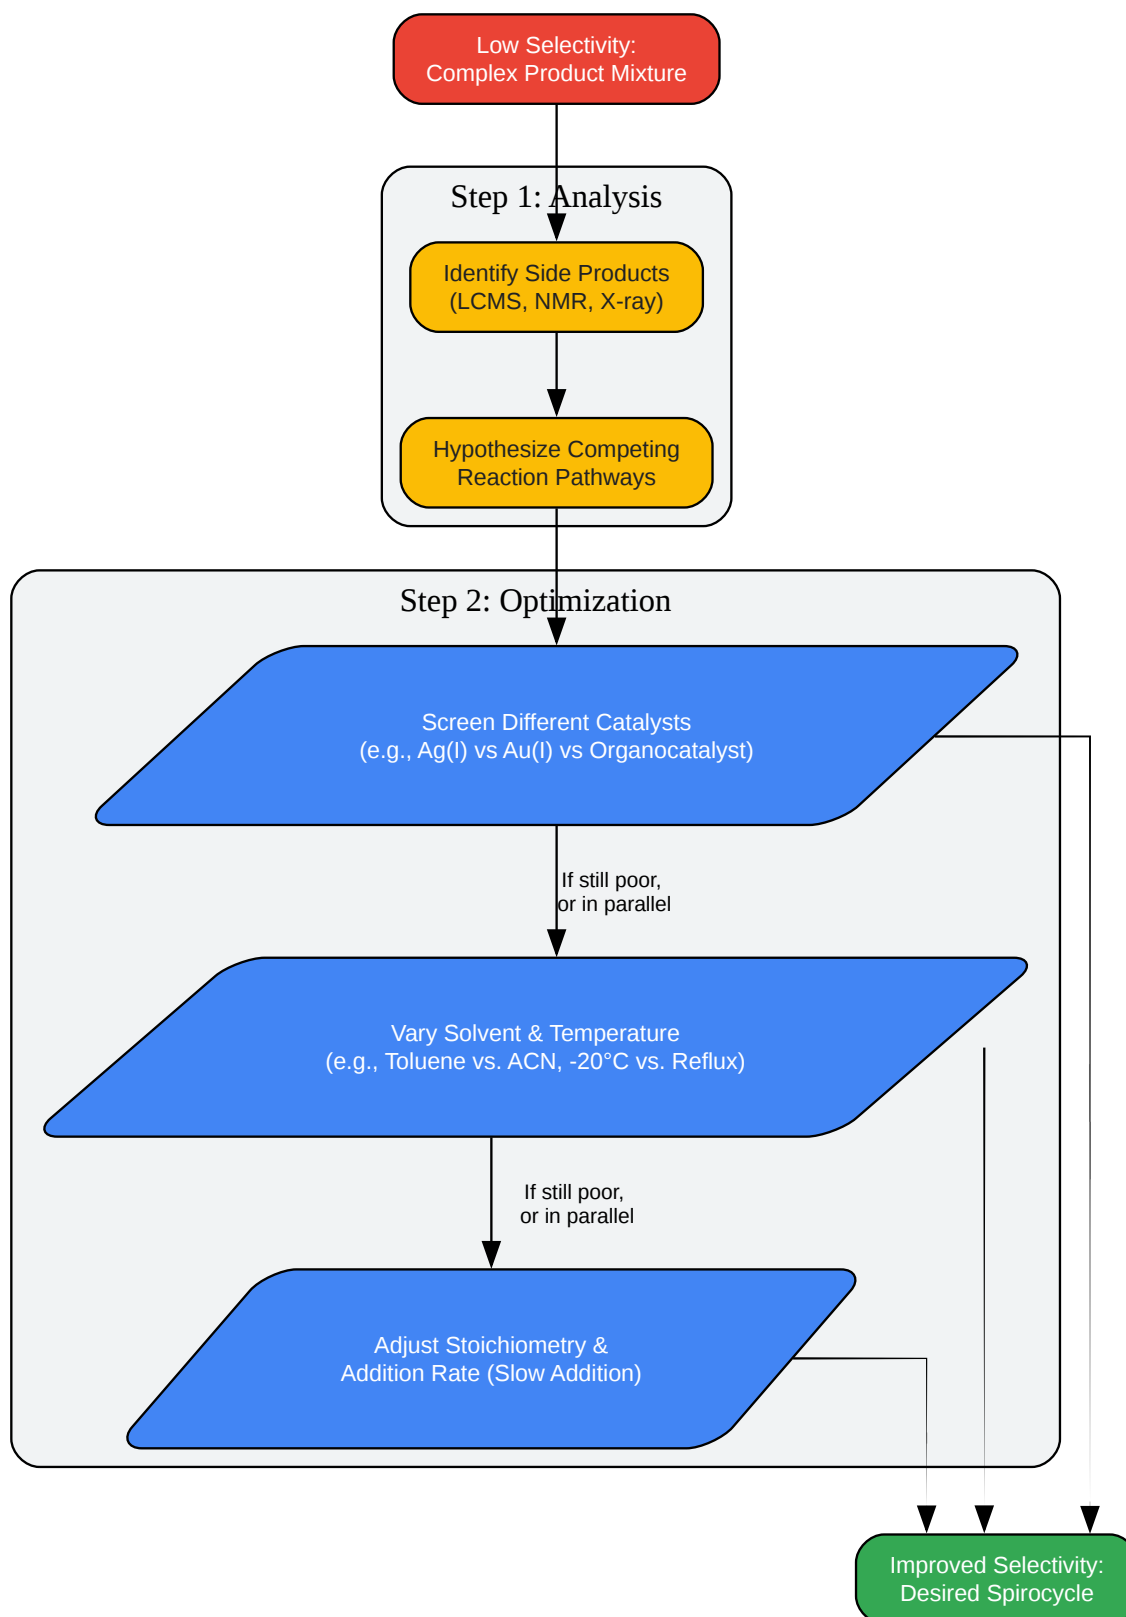 Low Selectivity:
Complex Product Mixture
Step 1: Analysis
Identify Side Products
(LCMS, NMR, X-ray)
Hypothesize Competing
Reaction Pathways
Step 2: Optimization
Screen Different Catalysts
(e.g., Ag(I) vs Au(I) vs Organocatalyst)
If still poor,
or in parallel
Vary Solvent & Temperature
(e.g., Toluene vs. ACN, -20°C vs. Reflux)
If still poor,
or in parallel
Adjust Stoichiometry &
Addition Rate (Slow Addition)
Improved Selectivity:
Desired Spirocycle